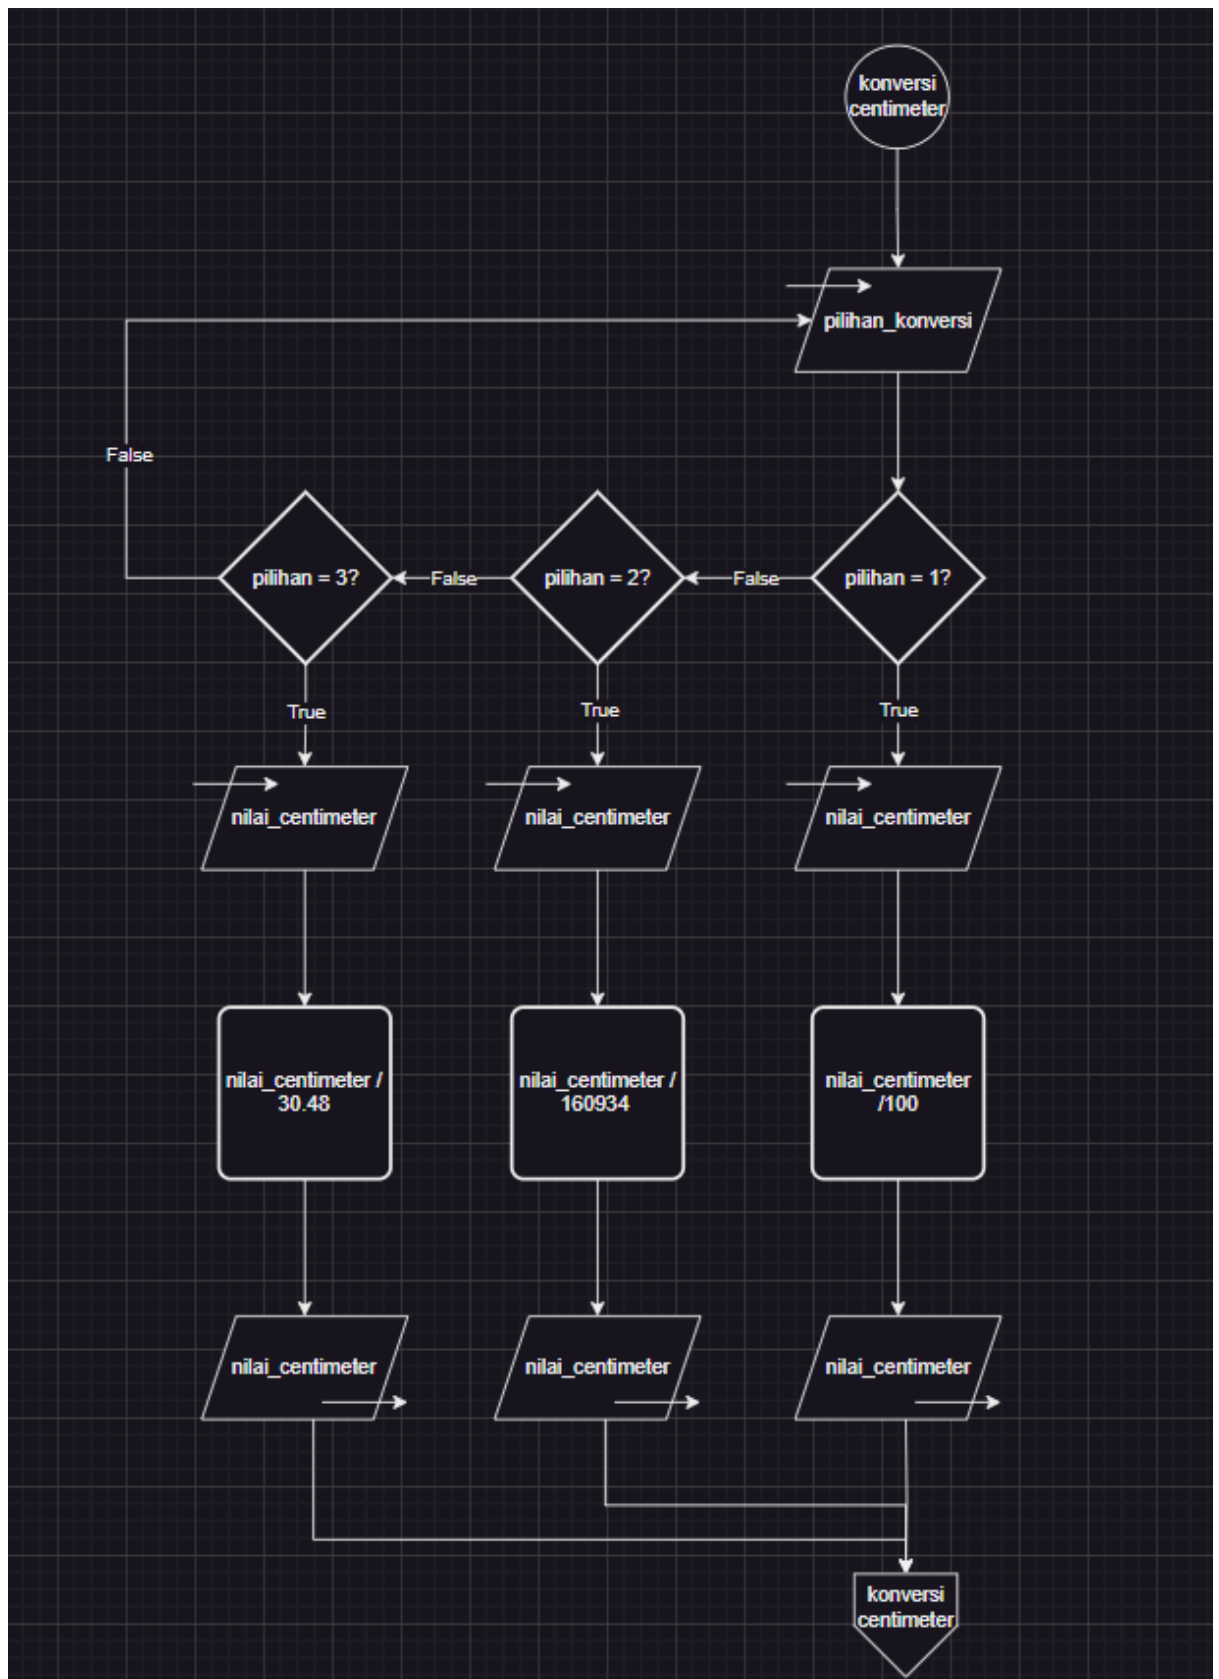 konversi
centimeter
pilihan_konversi
False
pilihan = 3?
False
pilihan = 2?
False
pilihan = 1?
True
True
True
nilai_centimeter
nilai_centimeter
nilai_centimeter
nilai_centimeter /
30.48
nilai_centimeter /
160934
nilai_centimeter
/100
nilai_centimeter
nilai_centimeter
nilai_centimeter
konversi
centimeter